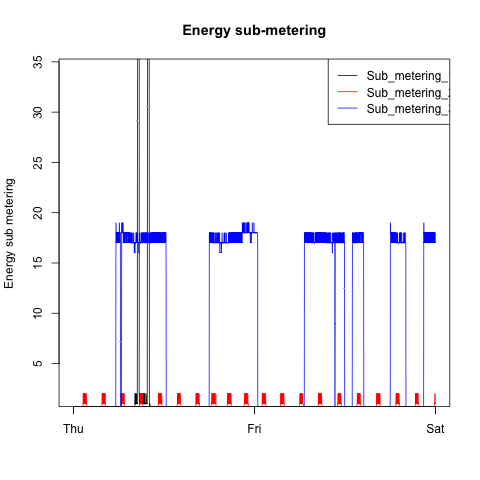 Energy sub-metering
35
30
25
20
15
10
5
Energy sub metering
Sub_metering_
Sub_metering_
Sub_metering_
Thu Fri Sat